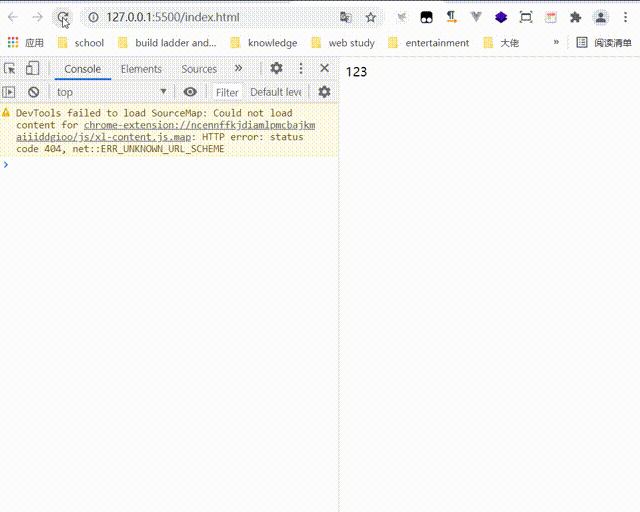 127.0.0.1:5500/index.html
应用 school build ladder and... knowledge web study entertainment 大佬 » 阅读清单
Console Elements Sources »
123
top Filter Default leve
DevTools failed to load SourceMap: Could not load
content for chrome-extension://ncennffkjdiamlpmcbajkm
aiiiddgioo/js/xl-content.js.map: HTTP error: status
code 404, net::ERR_UNKNOWN_URL_SCHEME